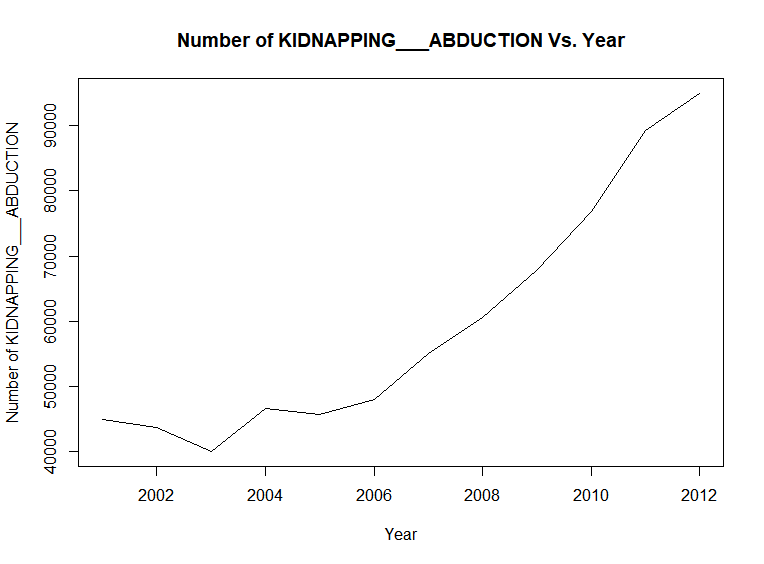 Number of KIDNAPPING___ABDUCTION Vs. Year
Number of KIDNAPPING___ABDUCTION
90000
80000
70000
60000
50000
40000
2002 2004 2006 2008 2010 2012
Year